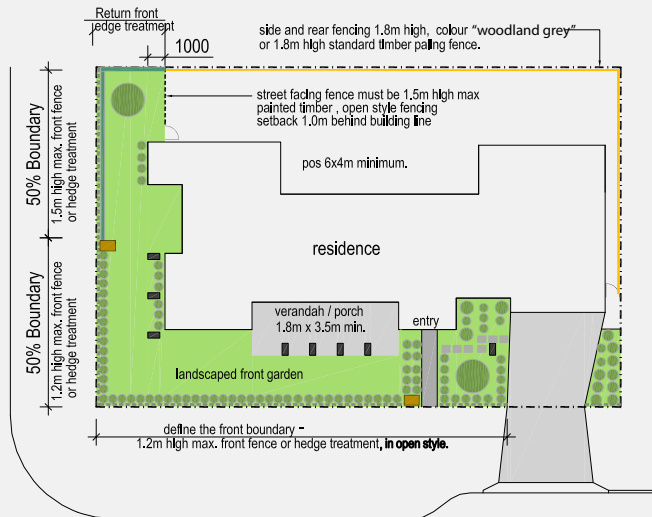 Return front
edge treatment
1000
side and rear fencing 1.8m high, colour "woodland grey"
or 1.8m high standard timber paling fence.
street facing fence must be 1.5m high max
painted timber , open style fencing
setback 1.0m behind building line
pos 6x4m minimum.
50% Boundary
1.5m high max. front fence
or hedge treatment
residence
50% Boundary
1.2m high max. front fence
or hedge treatment
verandah / porch
1.8m x 3.5m min.
entry
landscaped front garden
define the front boundary -
1.2m high max. front fence or hedge treatment, in open style.